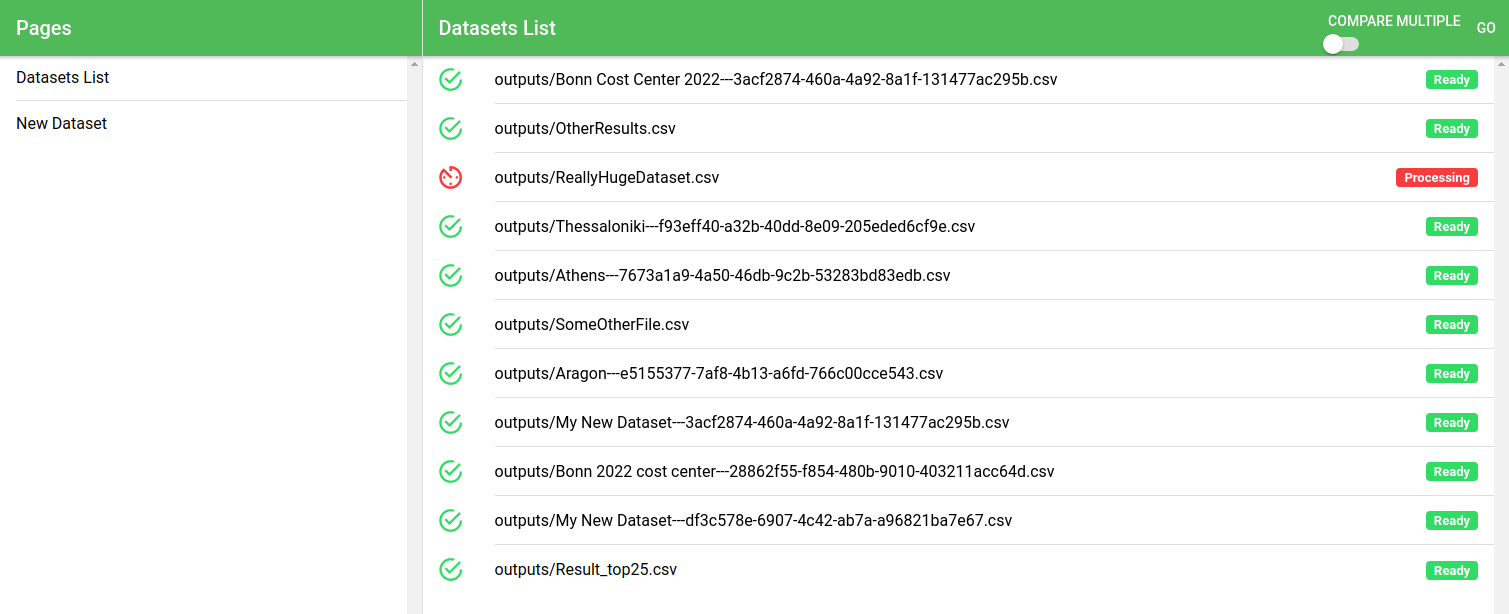 Pages
Datasets List
New Dataset
Datasets List
COMPARE MULTIPLE
GO
outputs/Bonn Cost Center 2022---3acf2874-460a-4a92-8a1f-131477ac295b.csv Ready
outputs/OtherResults.csv Ready
outputs/ReallyHugeDataset.csv Processing
outputs/Thessaloniki---f93eff40-a32b-40dd-8e09-205eded6cf9e.csv Ready
outputs/Athens---7673a1a9-4a50-46db-9c2b-53283bd83edb.csv Ready
outputs/SomeOtherFile.csv Ready
outputs/Aragon---e5155377-7af8-4b13-a6fd-766c00cce543.csv Ready
outputs/My New Dataset---3acf2874-460a-4a92-8a1f-131477ac295b.csv Ready
outputs/Bonn 2022 cost center---28862f55-f854-480b-9010-403211acc64d.csv Ready
outputs/My New Dataset---df3c578e-6907-4c42-ab7a-a96821ba7e67.csv Ready
outputs/Result_top25.csv Ready